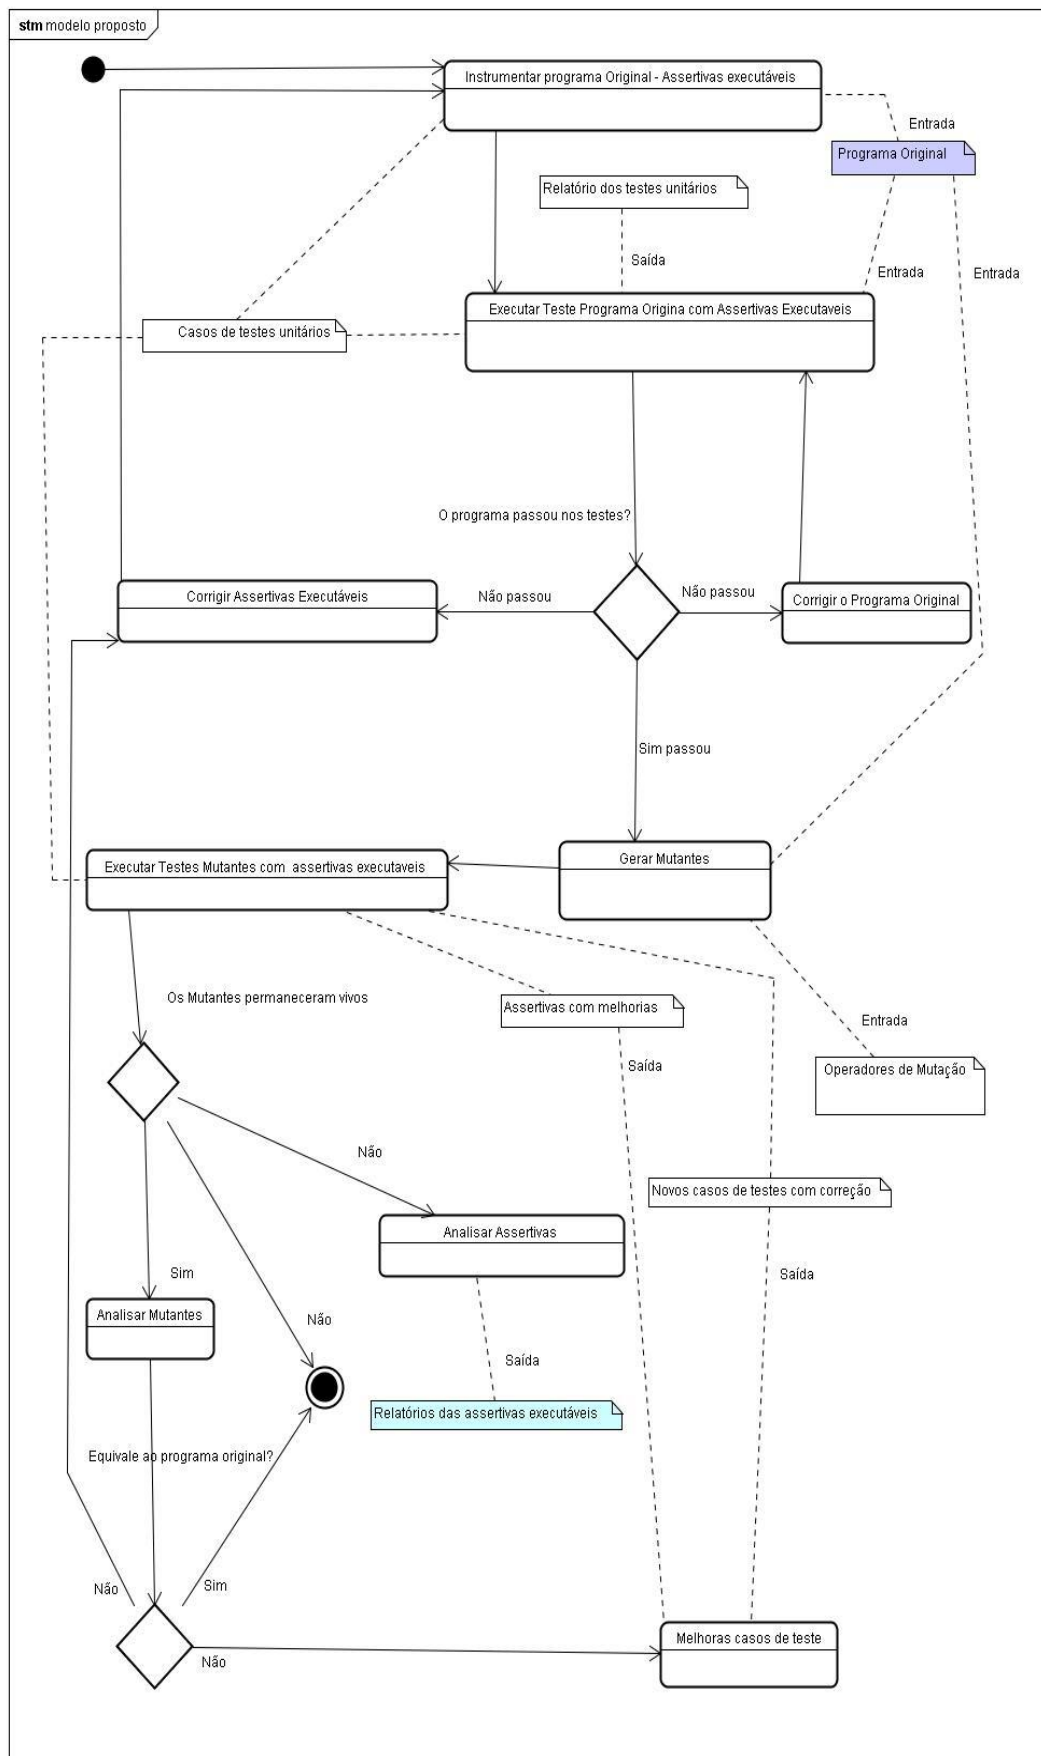 stm modelo proposto
Instrumentar programa Original - Assertivas executáveis
Entrada
Programa Original
Relatório dos testes unitários
Saída
Entrada
Entrada
Executar Teste Programa Origina com Assertivas Executaveis
Casos de testes unitários
O programa passou nos testes?
Não passou
Não passou
Corrigir Assertivas Executáveis
Corrigir o Programa Original
Sim passou
Gerar Mutantes
Executar Testes Mutantes com assertivas executaveis
Os Mutantes permaneceram vivos
Assertivas com melhorias
Entrada
Saída
Operadores de Mutação
Não
Novos casos de testes com correção
Analisar Assertivas
Sim
Saída
Analisar Mutantes
Não
Saída
Relatórios das assertivas executáveis
Equivale ao programa original?
Não
Sim
Melhoras casos de teste
Não